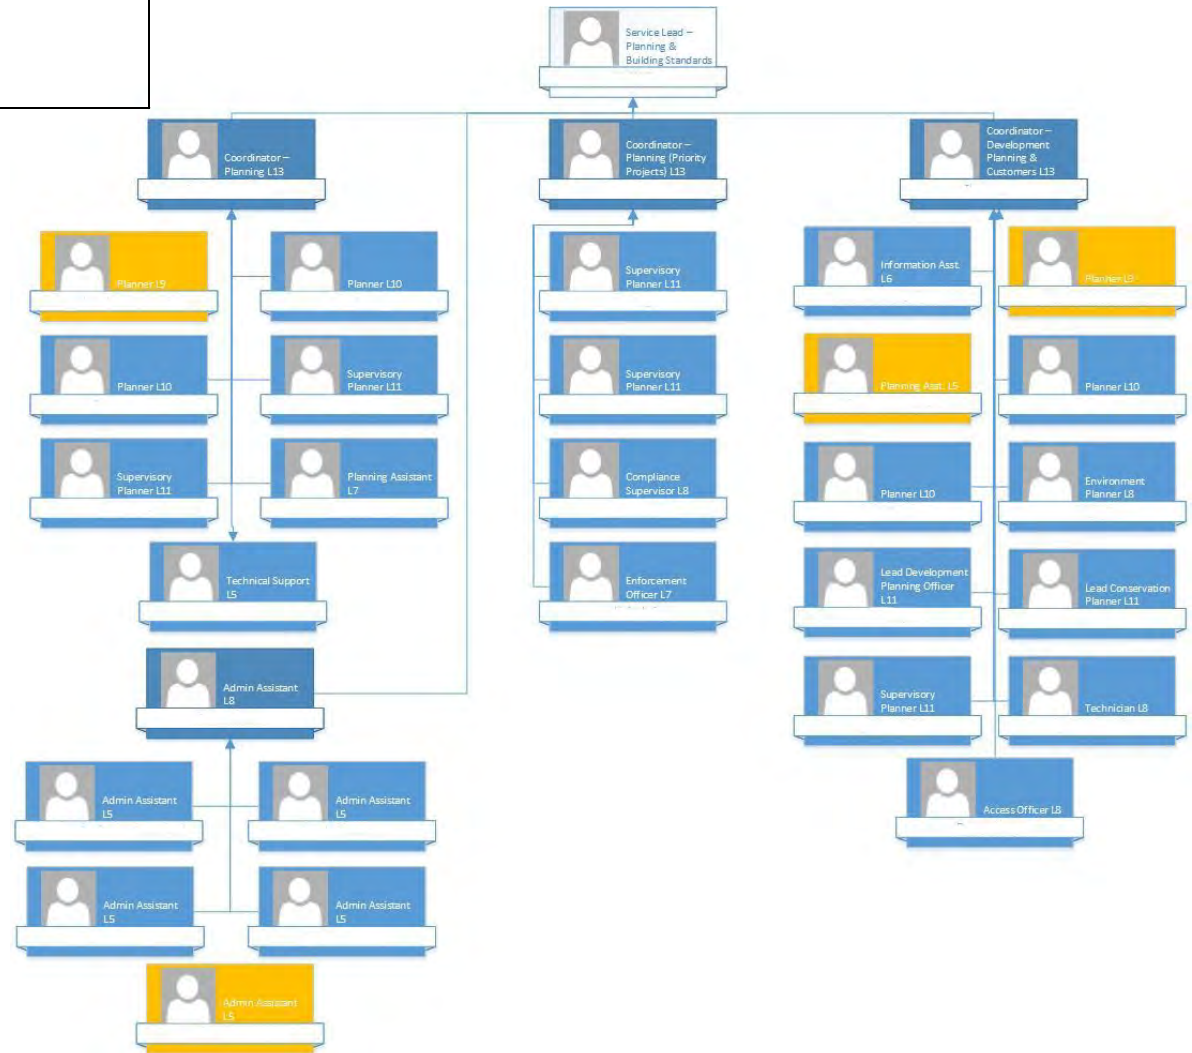 Service Lead –
Planning &
Building Standards
Coordinator –
Planning L13
Coordinator –
Planning (Priority
Projects) L13
Coordinator –
Development
Planning &
Customers L13
Planner L9
Planner L10
Planner L10
Supervisory
Planner L11
Supervisory
Planner L11
Planning Assistant
L7
Technical Support
L5
Admin Assistant
L8
Admin Assistant
L5
Admin Assistant
L5
Admin Assistant
L5
Admin Assistant
L5
Admin Assistant
L5
Supervisory
Planner L11
Supervisory
Planner L11
Compliance
Supervisor L8
Enforcement
Officer L7
Information Asst.
L6
Planner L9
Planning Asst. L5
Planner L10
Planner L10
Environment
Planner L8
Lead Development
Planning Officer
L11
Lead Conservation
Planner L11
Supervisory
Planner L11
Technician L8
Access Officer L8